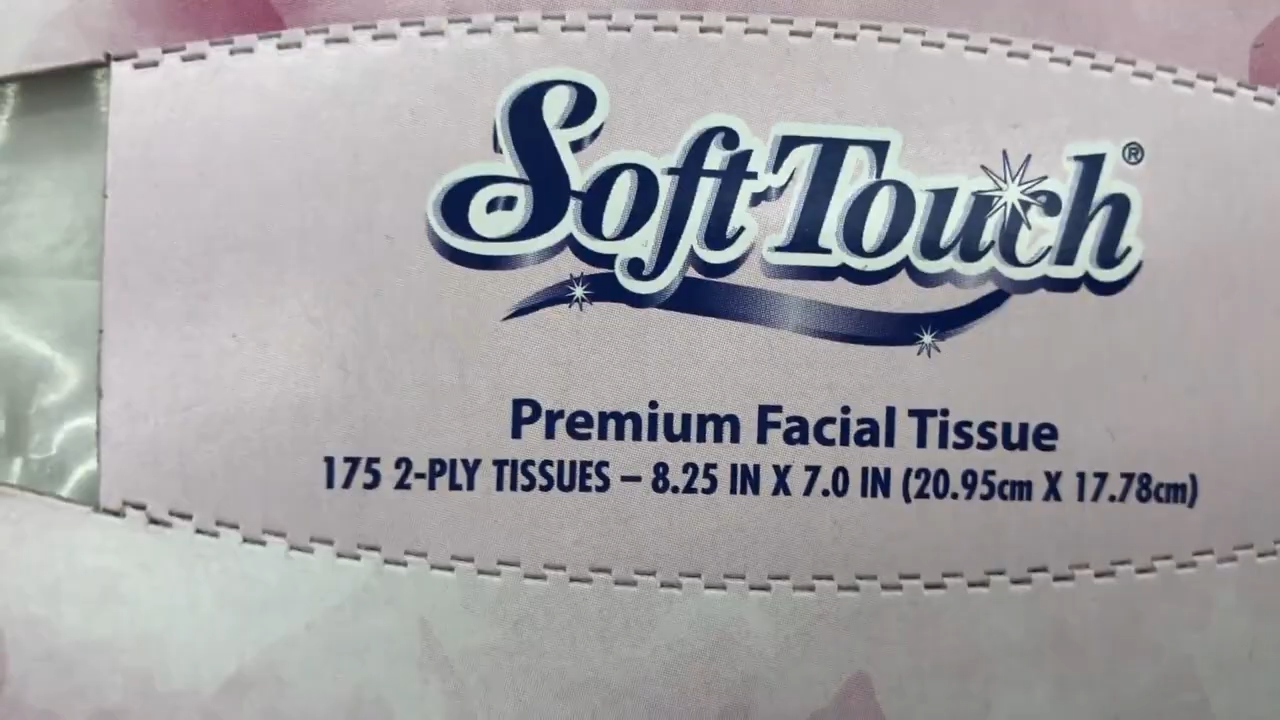 Soft Touch®
Premium Facial Tissue
175 2-PLY TISSUES – 8.25 IN X 7.0 IN (20.95cm X 17.78cm)